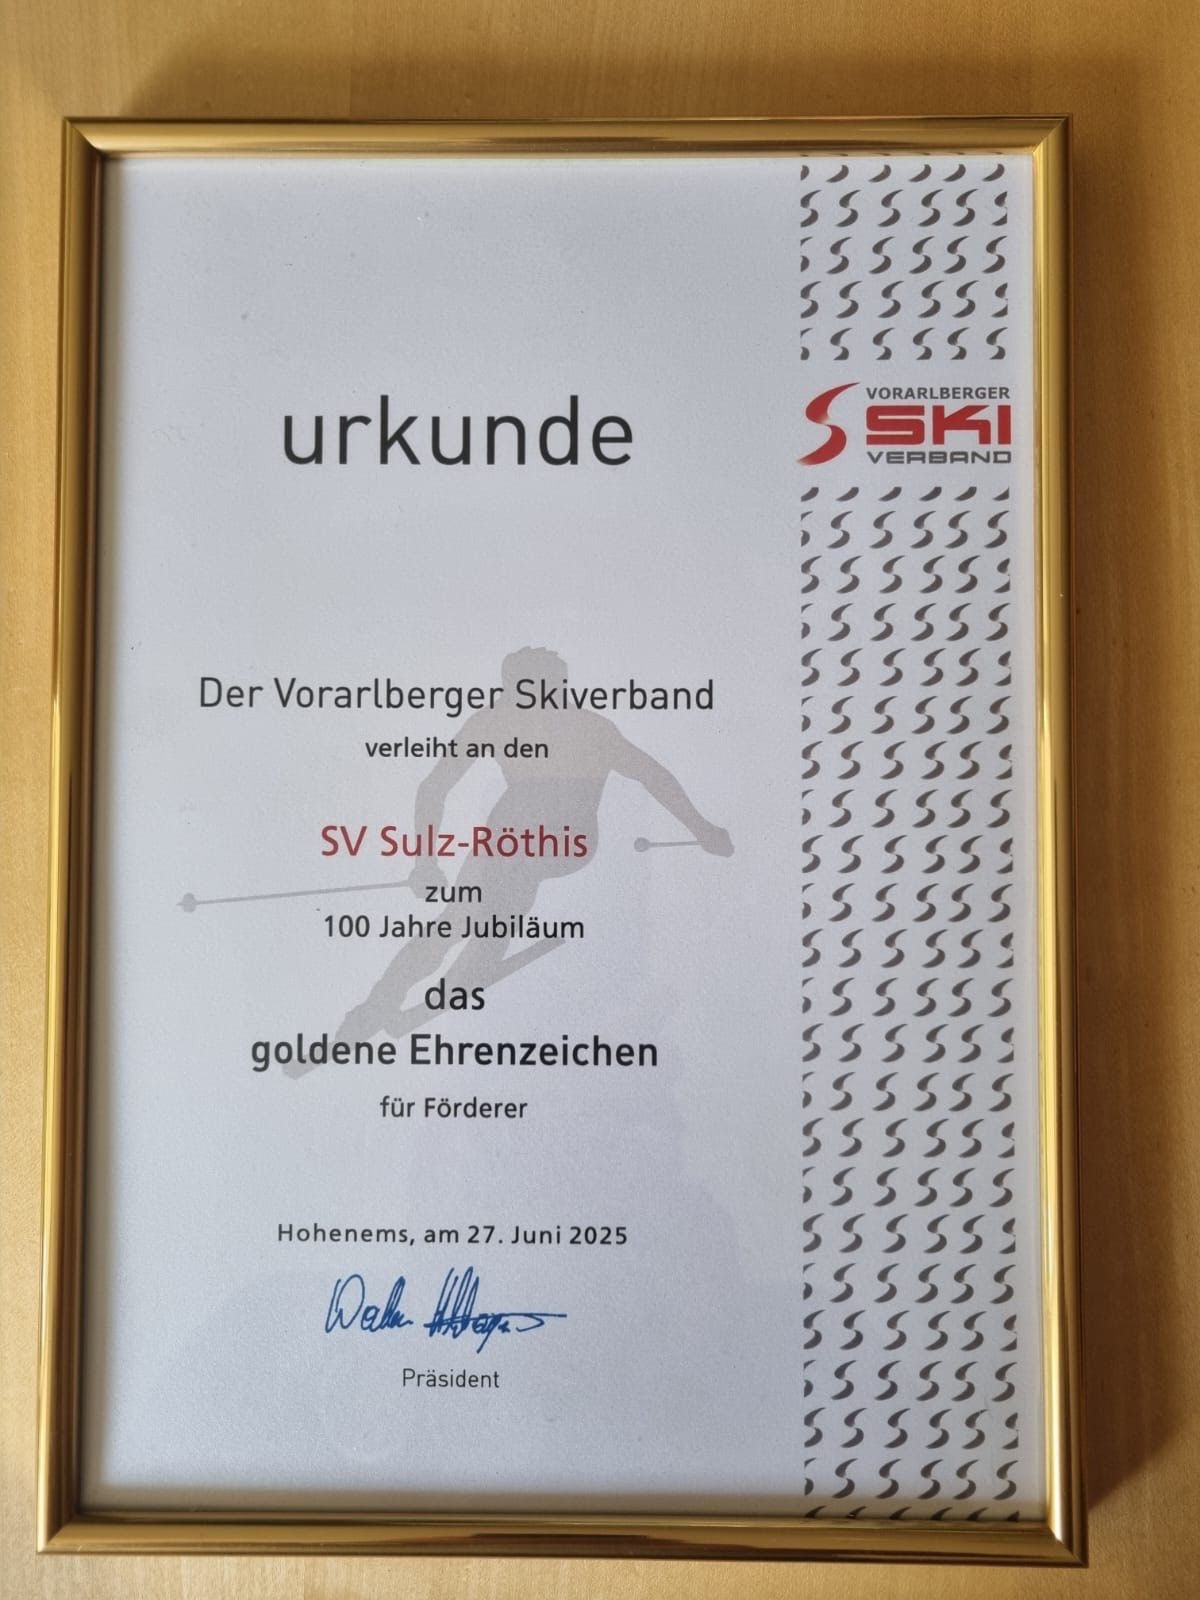 urkunde
VORARLBERGER
SKI
VERBAND
Der Vorarlberger Skiverband
verleiht an den
SV Sulz-Röthis
zum
100 Jahre Jubiläum
das
goldene Ehrenzeichen
für Förderer
Hohenems, am 27. Juni 2025
Präsident